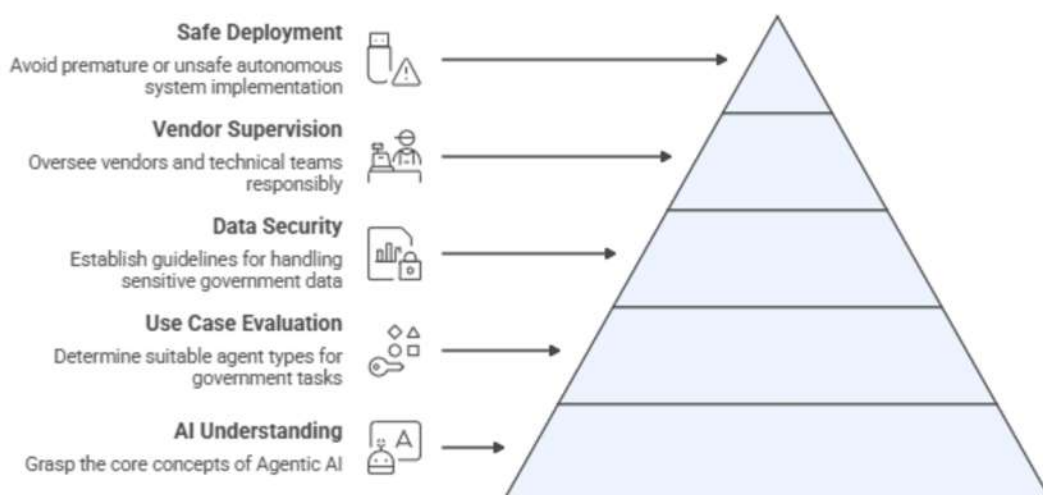 Safe Deployment
Avoid premature or unsafe autonomous
system implementation
Vendor Supervision
Oversee vendors and technical teams
responsibly
Data Security
Establish guidelines for handling
sensitive government data
Use Case Evaluation
Determine suitable agent types for
government tasks
AI Understanding
Grasp the core concepts of Agentic AI
A